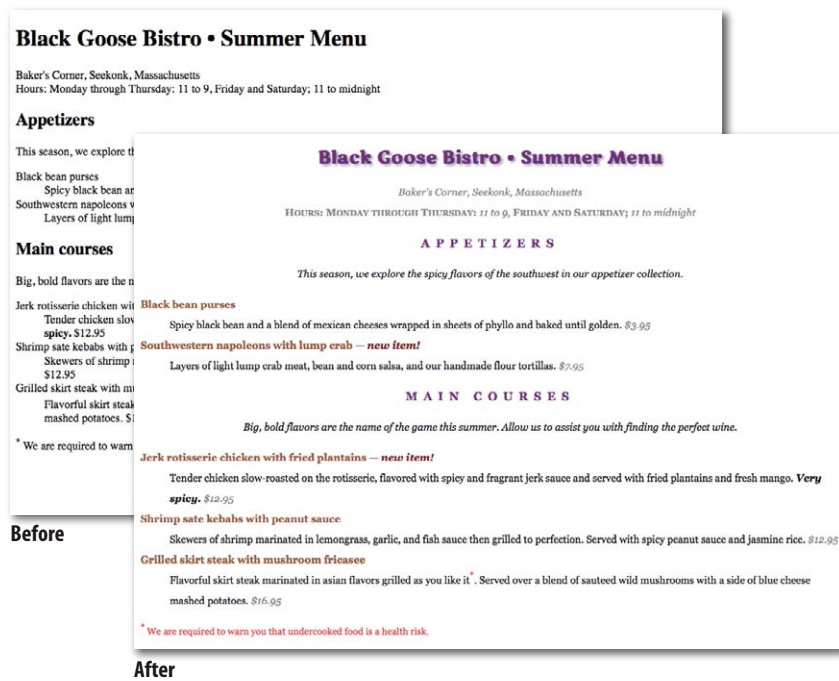 Black Goose Bistro • Summer Menu
Baker's Corner, Seekonk, Massachusetts
Hours: Monday through Thursday: 11 to 9, Friday and Saturday; 11 to midnight
Appetizers
This season, we explore
Black bean purses
Spicy black bean
Southwestern napoleons
Layers of light
Main courses
Big, bold flavors are the
Jerk rotisserie chicken
Tender chicken
spicy. $12.95
Shrimp sate kebabs with
Skewers of shrimp
$12.95
Grilled skirt steak with
Flavorful skirt steak
mashed potatoes.
* We are required to warn
Before
Black Goose Bistro • Summer Menu
Baker's Corner, Seekonk, Massachusetts
HOURS: MONDAY THROUGH THURSDAY: 11 to 9, FRIDAY AND SATURDAY; 11 to midnight
APPETIZERS
This season, we explore the spicy flavors of the southwest in our appetizer collection.
Black bean purses
Spicy black bean and a blend of mexican cheeses wrapped in sheets of phyllo and baked until golden. $3.95
Southwestern napoleons with lump crab — new item!
Layers of light lump crab meat, bean and corn salsa, and our handmade flour tortillas. $7.95
MAIN COURSES
Big, bold flavors are the name of the game this summer. Allow us to assist you with finding the perfect wine.
Jerk rotisserie chicken with fried plantains — new item!
Tender chicken slow-roasted on the rotisserie, flavored with spicy and fragrant jerk sauce and served with fried plantains and fresh mango. Very
spicy. $12.95
Shrimp sate kebabs with peanut sauce
Skewers of shrimp marinated in lemongrass, garlic, and fish sauce then grilled to perfection. Served with spicy peanut sauce and jasmine rice. $12.95
Grilled skirt steak with mushroom fricasee
Flavorful skirt steak marinated in asian flavors grilled as you like it*. Served over a blend of sauteed wild mushrooms with a side of blue cheese
mashed potatoes. $16.95
* We are required to warn you that undercooked food is a health risk.
After